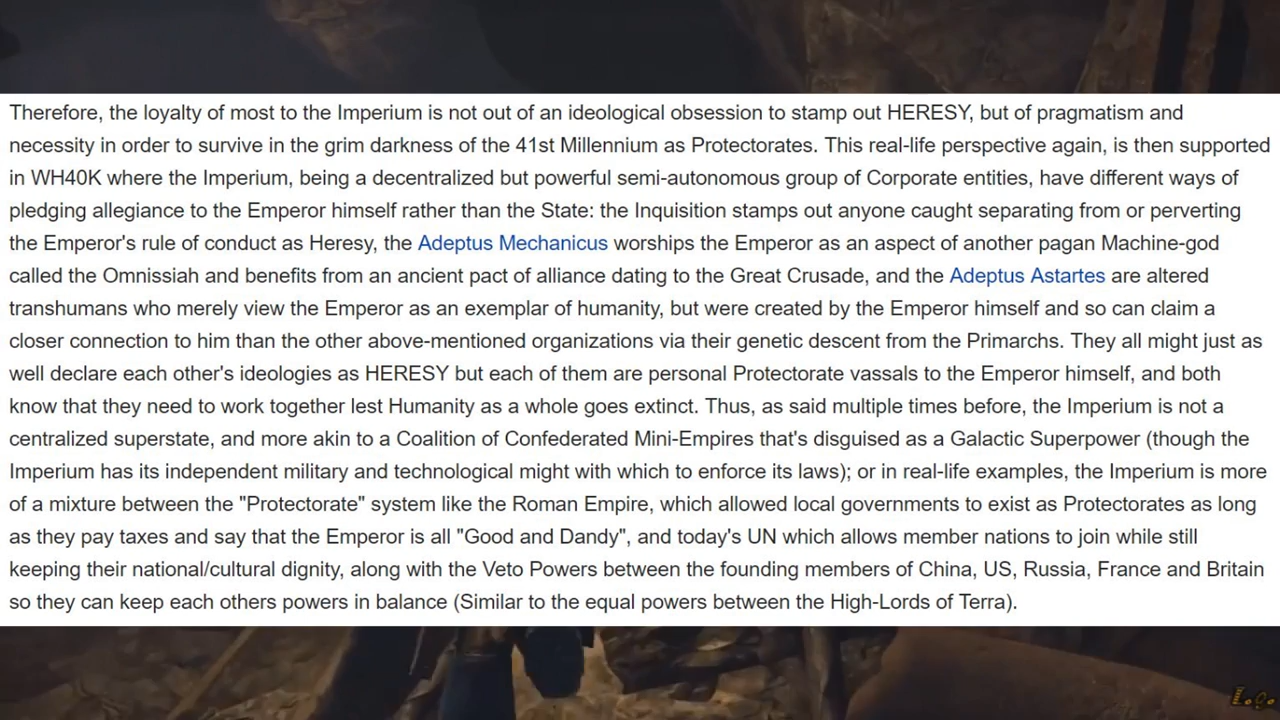 Therefore, the loyalty of most to the Imperium is not out of an ideological obsession to stamp out HERESY, but of pragmatism and
necessity in order to survive in the grim darkness of the 41st Millennium as Protectorates. This real-life perspective again, is then supported
in WH40K where the Imperium, being a decentralized but powerful semi-autonomous group of Corporate entities, have different ways of
pledging allegiance to the Emperor himself rather than the State: the Inquisition stamps out anyone caught separating from or perverting
the Emperor's rule of conduct as Heresy, the Adeptus Mechanicus worships the Emperor as an aspect of another pagan Machine-god
called the Omnissiah and benefits from an ancient pact of alliance dating to the Great Crusade, and the Adeptus Astartes are altered
transhumans who merely view the Emperor as an exemplar of humanity, but were created by the Emperor himself and so can claim a
closer connection to him than the other above-mentioned organizations via their genetic descent from the Primarchs. They all might just as
well declare each other's ideologies as HERESY but each of them are personal Protectorate vassals to the Emperor himself, and both
know that they need to work together lest Humanity as a whole goes extinct. Thus, as said multiple times before, the Imperium is not a
centralized superstate, and more akin to a Coalition of Confederated Mini-Empires that's disguised as a Galactic Superpower (though the
Imperium has its independent military and technological might with which to enforce its laws); or in real-life examples, the Imperium is more
of a mixture between the "Protectorate" system like the Roman Empire, which allowed local governments to exist as Protectorates as long
as they pay taxes and say that the Emperor is all "Good and Dandy", and today's UN which allows member nations to join while still
keeping their national/cultural dignity, along with the Veto Powers between the founding members of China, US, Russia, France and Britain
so they can keep each others powers in balance (Similar to the equal powers between the High-Lords of Terra).